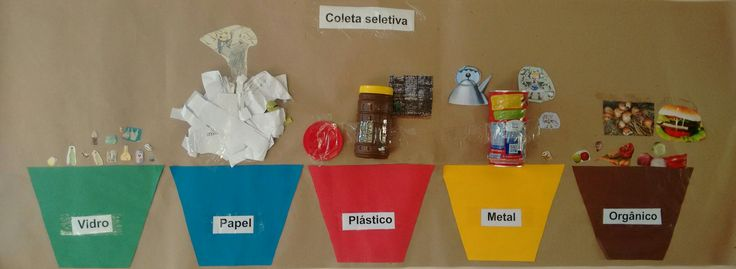 Coleta seletiva
Vidro
Papel
Plástico
Metal
Orgânico